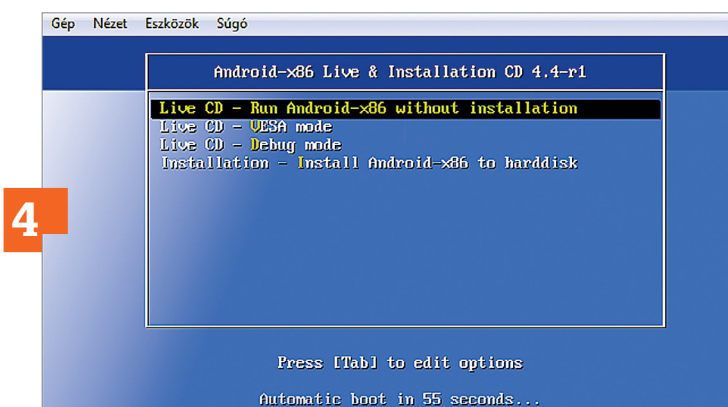 Gép Nézet Eszközök Súgó
Android-x86 Live & Installation CD 4.4-r1
Live CD - Run Android-x86 without installation
Live CD - VESA mode
Live CD - Debug mode
Installation - Install Android-x86 to harddisk
4
Press [Tab] to edit options
Automatic boot in 55 seconds...